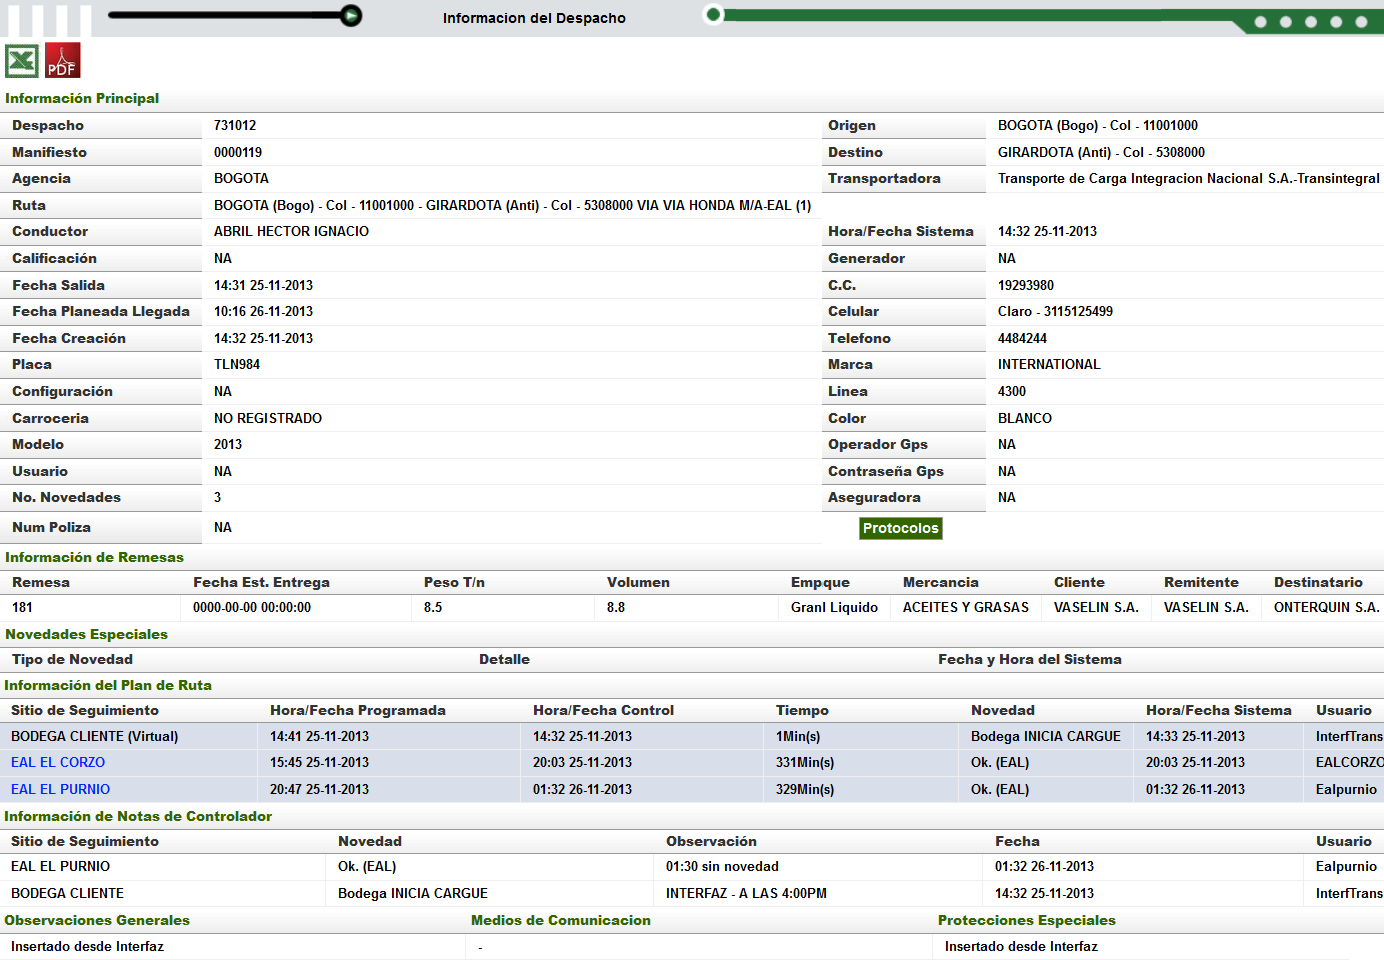 Informacion del Despacho
PDF
Información Principal
Despacho 731012 Origen BOGOTA (Bogo) - Col - 11001000
Manifiesto 0000119 Destino GIRARDOTA (Anti) - Col - 5308000
Agencia BOGOTA Transportadora Transporte de Carga Integracion Nacional S.A.-Transintegral
Ruta BOGOTA (Bogo) - Col - 11001000 - GIRARDOTA (Anti) - Col - 5308000 VIA VIA HONDA M/A-EAL (1)
Conductor ABRIL HECTOR IGNACIO Hora/Fecha Sistema 14:32 25-11-2013
Calificación NA Generador NA
Fecha Salida 14:31 25-11-2013 C.C. 19293980
Fecha Planeada Llegada 10:16 26-11-2013 Celular Claro - 3115125499
Fecha Creación 14:32 25-11-2013 Telefono 4484244
Placa TLN984 Marca INTERNATIONAL
Configuración NA Linea 4300
Carroceria NO REGISTRADO Color BLANCO
Modelo 2013 Operador Gps NA
Usuario NA Contraseña Gps NA
No. Novedades 3 Aseguradora NA
Num Poliza NA Protocolos
Información de Remesas
Remesa Fecha Est. Entrega Peso T/n Volumen Empque Mercancia Cliente Remitente Destinatario
181 0000-00-00 00:00:00 8.5 8.8 Granl Liquido ACEITES Y GRASAS VASELIN S.A. VASELIN S.A. ONTERQUIN S.A.
Novedades Especiales
Tipo de Novedad Detalle Fecha y Hora del Sistema
Información del Plan de Ruta
Sitio de Seguimiento Hora/Fecha Programada Hora/Fecha Control Tiempo Novedad Hora/Fecha Sistema Usuario
BODEGA CLIENTE (Virtual) 14:41 25-11-2013 14:32 25-11-2013 1Min(s) Bodega INICIA CARGUE 14:33 25-11-2013 InterfTrans
EAL EL CORZO 15:45 25-11-2013 20:03 25-11-2013 331Min(s) Ok. (EAL) 20:03 25-11-2013 EALCORZO
EAL EL PURNIO 20:47 25-11-2013 01:32 26-11-2013 329Min(s) Ok. (EAL) 01:32 26-11-2013 Ealpurnio
Información de Notas de Controlador
Sitio de Seguimiento Novedad Observación Fecha Usuario
EAL EL PURNIO Ok. (EAL) 01:30 sin novedad 01:32 26-11-2013 Ealpurnio
BODEGA CLIENTE Bodega INICIA CARGUE INTERFAZ - A LAS 4:00PM 14:32 25-11-2013 InterfTrans
Observaciones Generales Medios de Comunicacion Protecciones Especiales
Insertado desde Interfaz - Insertado desde Interfaz